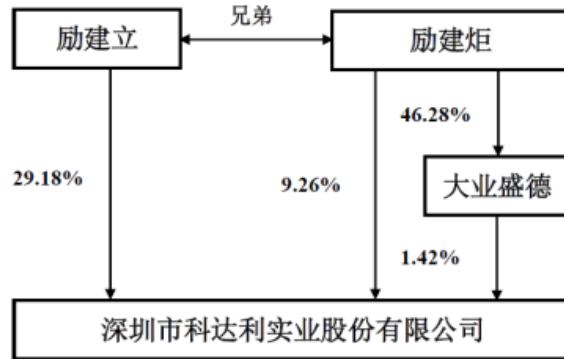 兄弟
励建立
励建炬
46.28%
29.18%
9.26%
大业盛德
1.42%
深圳市科达利实业股份有限公司